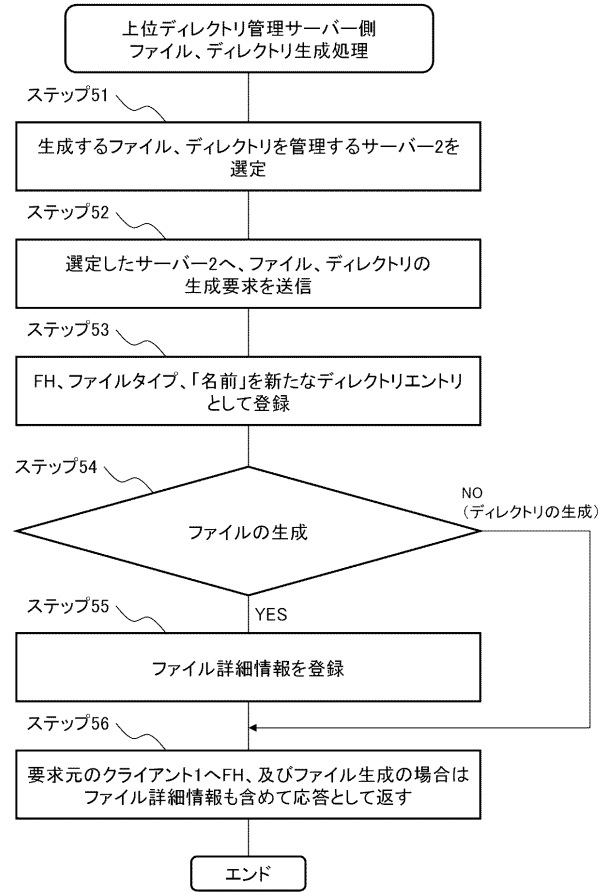 上位ディレクトリ管理サーバー側
ファイル、ディレクトリ生成処理
ステップ51
生成するファイル、ディレクトリを管理するサーバー2を
選定
ステップ52
選定したサーバー2へ、ファイル、ディレクトリの
生成要求を送信
ステップ53
FH、ファイルタイプ、「名前」を新たなディレクトリエントリ
として登録
ステップ54
ファイルの生成
NO
(ディレクトリの生成)
YES
ステップ55
ファイル詳細情報を登録
ステップ56
要求元のクライアント1へFH、及びファイル生成の場合は
ファイル詳細情報も含めて応答として返す
エンド